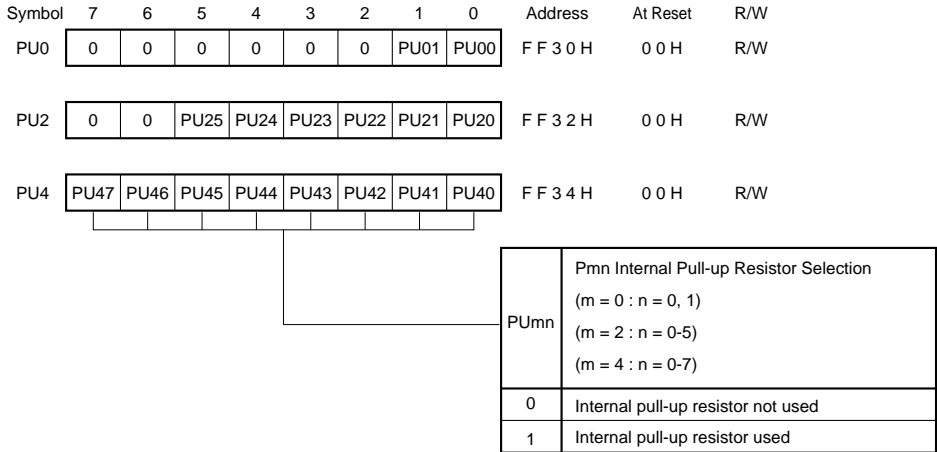 Symbol 7 6 5 4 3 2 1 0 Address At Reset R/W
PU0 0 0 0 0 0 0 PU01 PU00 FF30H 00H R/W
PU2 0 0 PU25 PU24 PU23 PU22 PU21 PU20 FF32H 00H R/W
PU4 PU47 PU46 PU45 PU44 PU43 PU42 PU41 PU40 FF34H 00H R/W
PUmn
Pmn Internal Pull-up Resistor Selection
(m = 0 : n = 0, 1)
(m = 2 : n = 0-5)
(m = 4 : n = 0-7)
0 Internal pull-up resistor not used
1 Internal pull-up resistor used